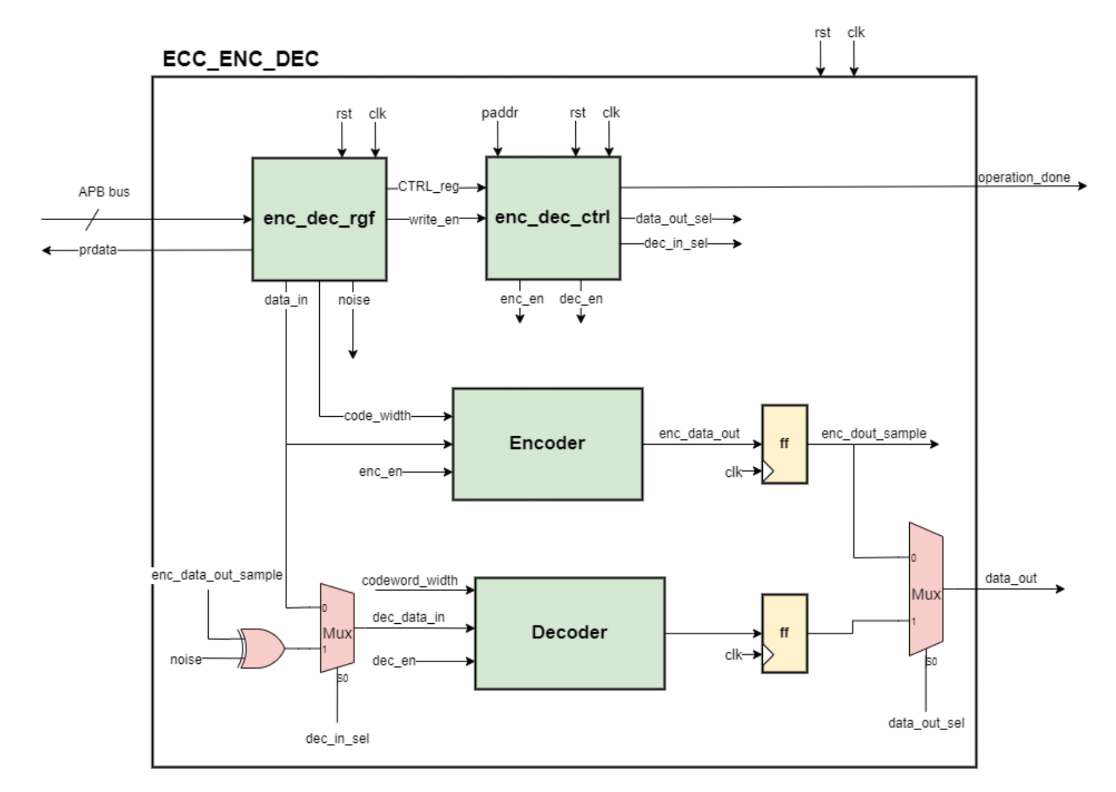 rst
clk
ECC_ENC_DEC
rst
clk
paddr
rst
clk
APB bus
prdata
enc_dec_rgf
CTRL_reg
write_en
enc_dec_ctrl
operation_done
data_out_sel
dec_in_sel
data_in
noise
enc_en
dec_en
code_width
enc_en
Encoder
enc_data_out
clk
ff
enc_dout_sample
enc_data_out_sample
noise
0
Mux
1
S0
dec_in_sel
codeword_width
dec_data_in
dec_en
Decoder
clk
ff
0
Mux
1
S0
data_out
data_out_sel